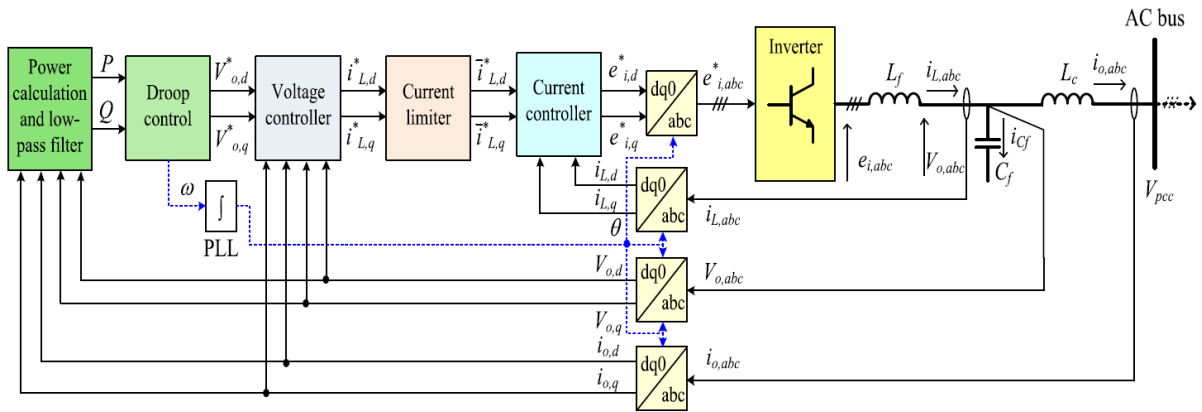 AC bus
Power
calculation
and low-
pass filter
P
Q
Droop
control
V*o,d
V*o,q
Voltage
controller
i*L,d
i*L,q
Current
limiter
i̅*L,d
i̅*L,q
Current
controller
e*i,d
e*i,q
dq0
abc
e*i,abc
Inverter
ei,abc
Lf
iL,abc
Vo,abc
iCf
Cf
Lc
io,abc
Vpcc
ω
∫
PLL
θ
iL,d
iL,q
dq0
abc
iL,abc
Vo,d
Vo,q
dq0
abc
Vo,abc
io,d
io,q
dq0
abc
io,abc